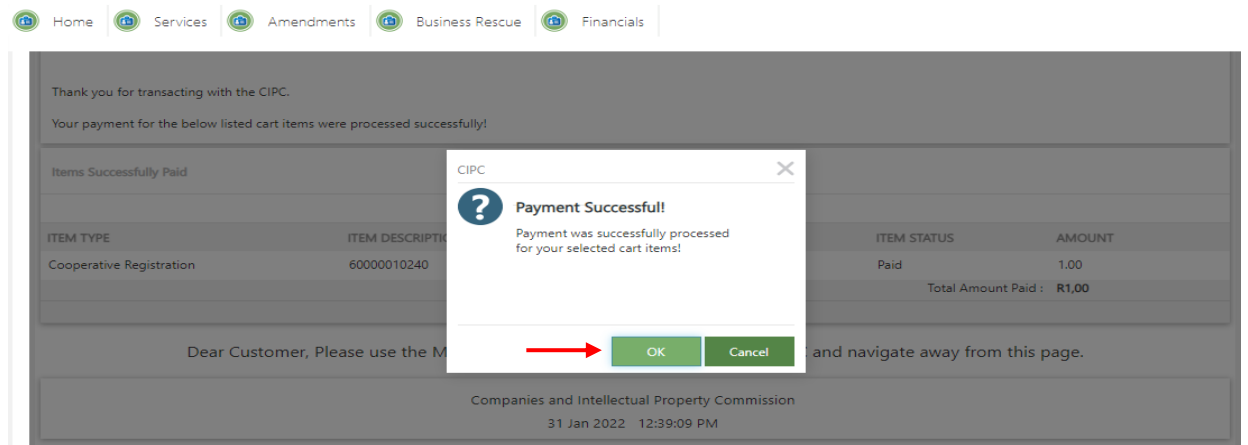 Home Services Amendments Business Rescue Financials
Thank you for transacting with the CIPC.
Your payment for the below listed cart items were processed successfully!
Items Successfully Paid
CIPC
?
Payment Successful!
Payment was successfully processed
for your selected cart items!
OK Cancel
ITEM TYPE ITEM STATUS AMOUNT
Cooperative Registration 60000010240 Paid 1.00
Total Amount Paid : R1,00
Dear Customer, Please use the and navigate away from this page.
Companies and Intellectual Property Commission
31 Jan 2022 12:39:09 PM